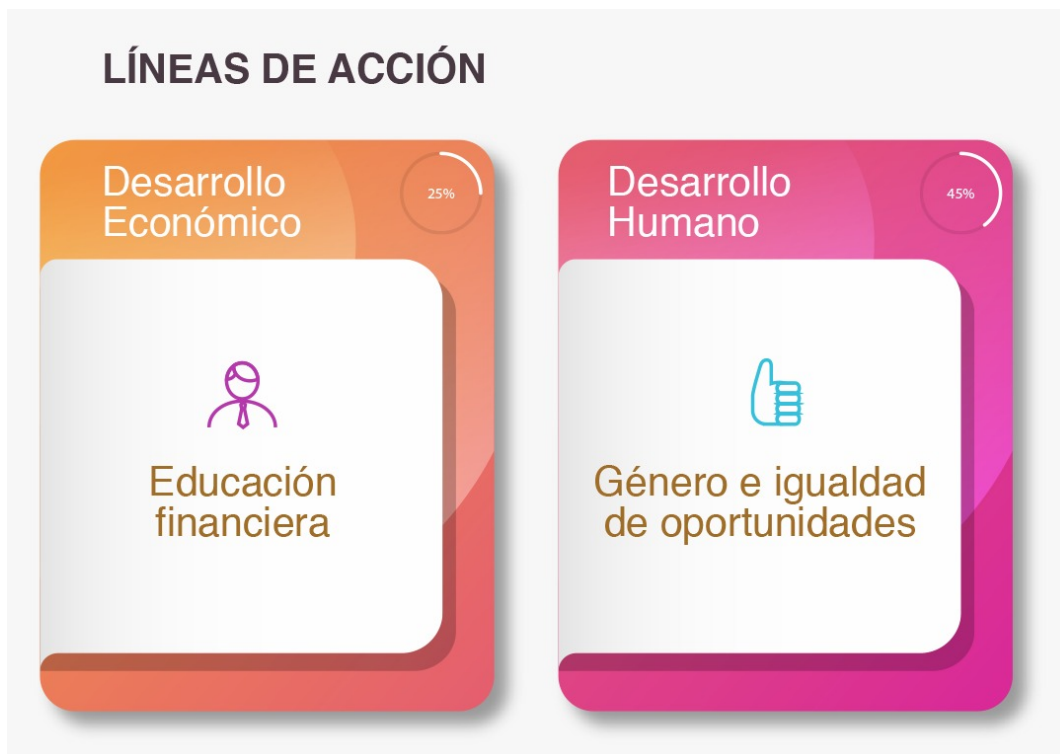 LÍNEAS DE ACCIÓN
Desarrollo
Económico
25%
Educación
financiera
Desarrollo
Humano
45%
Género e igualdad
de oportunidades